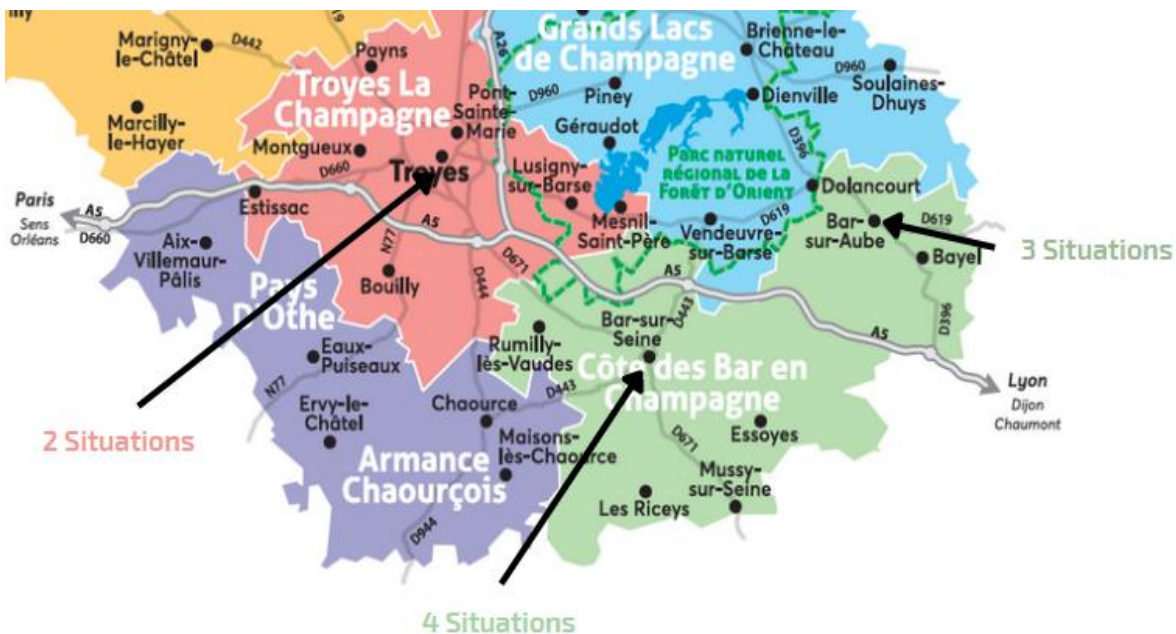 Marigny-
le-Châtel
D442
Payns
A26
Grands Lacs
de Champagne
Brienne-
le-Château
D960
Soulaines-
Dhuys
Troyes La
Champagne
Pont-
Sainte-
Marie
D960
Piney
Dienville
Marcilly-
le-Hayer
Géraudot
D396
Montgueux
D660
Troyes
Lusigny-
sur-Barse
Parc naturel
régional de la
Forêt d'Orient
Dolancourt
Paris
Sens
Orléans
A5
D660
Estissac
Mesnil-
Saint-Père
D619
Vendeuvre-
sur-Barse
Bar-
sur-Aube
D619
3 Situations
Bayel
Aix-
Villemaur-
Pâlis
N77
A5
D671
Bouilly
D444
A5
Pays
D'Othe
Bar-sur-
Seine
D443
D396
A5
Eaux-
Puiseaux
Rumilly-
lès-Vaudes
Côte des Bar en
Champagne
Lyon
Dijon
Chaumont
N77
D443
Ervy-le-
Châtel
Chaource
2 Situations
Maisons-
lès-Chaource
D671
Essoyes
Armance
Chaourçois
Mussy-
sur-Seine
Les Riceys
D944
4 Situations